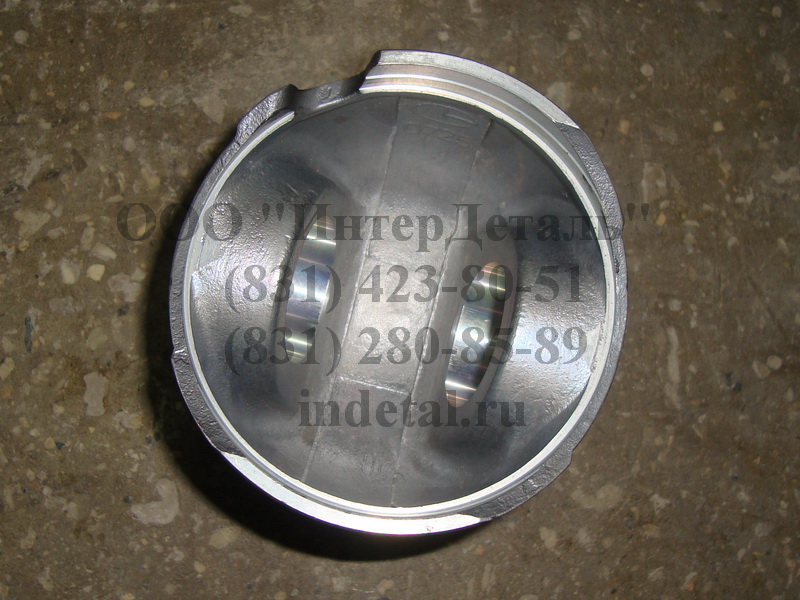 ООО "ИнтерДеталь"
(831) 423-80-51
(831) 280-85-89
indetal.ru